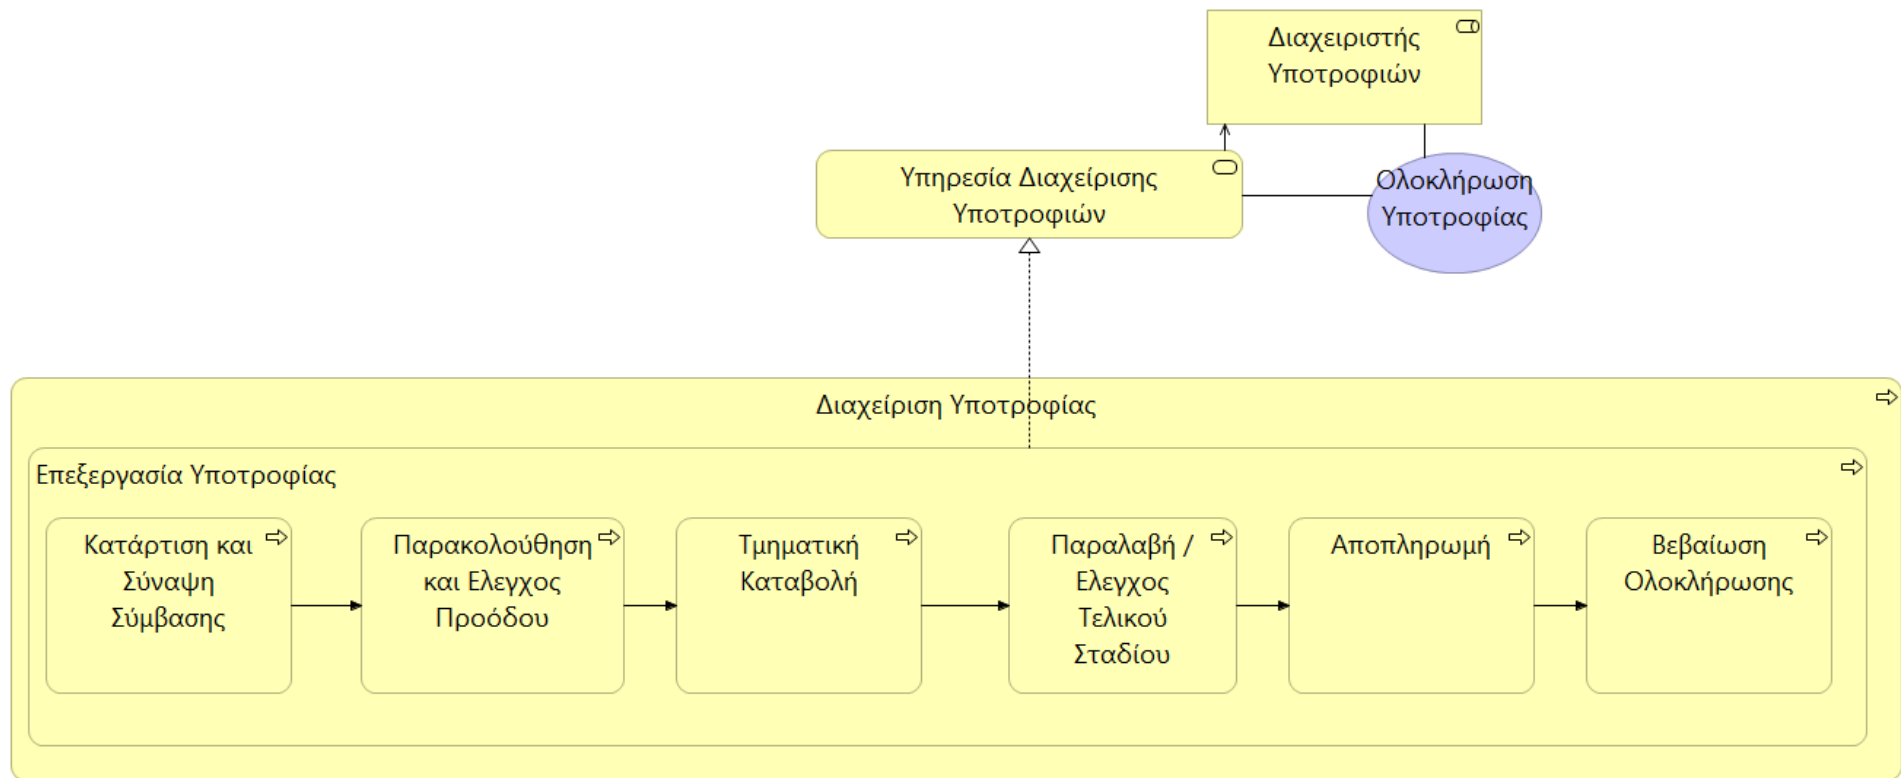 Διαχειριστής
Υποτροφιών
Υπηρεσία Διαχείρισης
Υποτροφιών
Ολοκλήρωση
Υποτροφίας
Διαχείριση Υποτροφίας
Επεξεργασία Υποτροφίας
Κατάρτιση και
Σύναψη
Σύμβασης
Παρακολούθηση
και Ελεγχος
Προόδου
Τμηματική
Καταβολή
Παραλαβή /
Ελεγχος
Τελικού
Σταδίου
Αποπληρωμή
Βεβαίωση
Ολοκλήρωσης